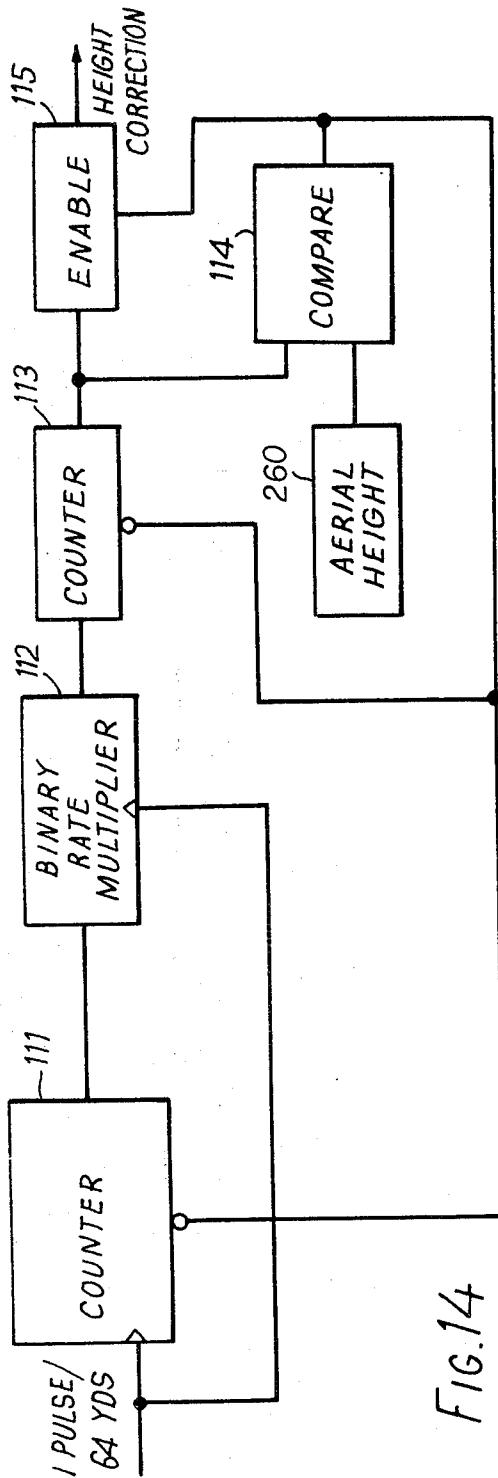 1 PULSE/
64 YDS
111
COUNTER
112
BINARY
RATE
MULTIPLIER
113
COUNTER
115
ENABLE
HEIGHT
CORRECTION
114
COMPARE
260
AERIAL
HEIGHT
FIG.14